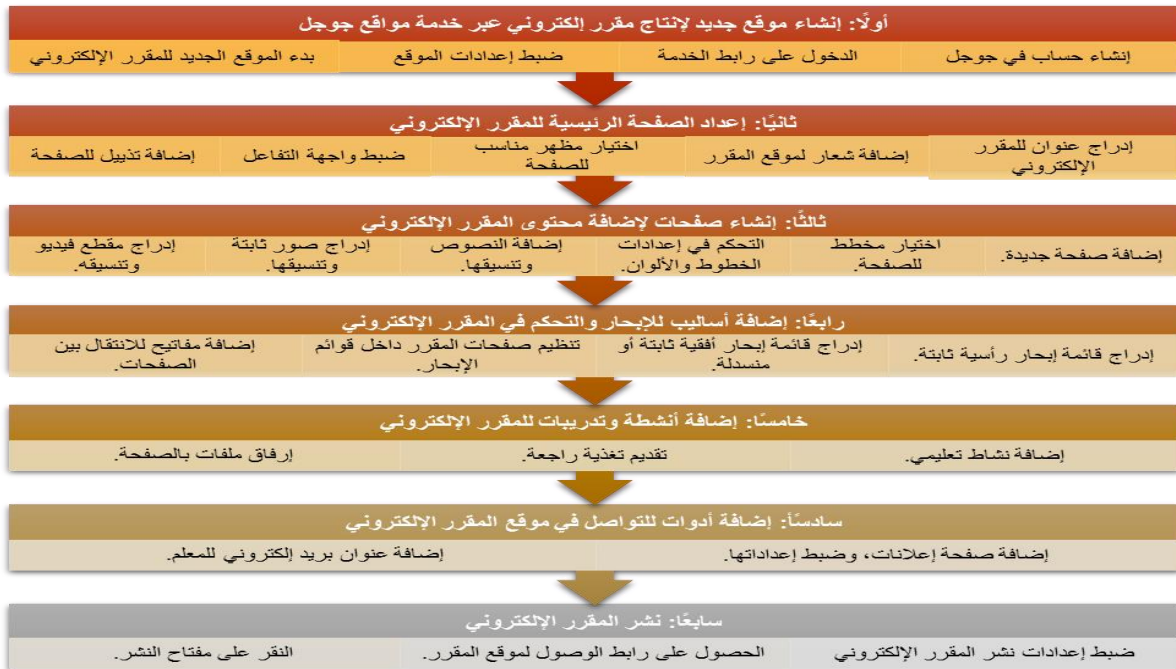 أولًا: إنشاء موقع جديد لإنتاج مقرر إلكتروني عبر خدمة مواقع جوجل
إنشاء حساب في جوجل
الدخول على رابط الخدمة
ضبط إعدادات الموقع
بدء الموقع الجديد للمقرر الإلكتروني
ثانيًا: إعداد الصفحة الرئيسية للمقرر الإلكتروني
إدراج عنوان للمقرر
الإلكتروني
إضافة شعار لموقع المقرر
اختيار مظهر مناسب
للصفحة
ضبط واجهة التفاعل
إضافة تذييل للصفحة
ثالثًا: إنشاء صفحات لإضافة محتوى المقرر الإلكتروني
إضافة صفحة جديدة.
اختيار مخطط
للصفحة.
التحكم في إعدادات
الخطوط والألوان.
إضافة النصوص
وتنسيقها.
إدراج صور ثابتة
وتنسيقها.
إدراج مقطع فيديو
وتنسيقه.
رابعًا: إضافة أساليب للإبحار والتحكم في المقرر الإلكتروني
إدراج قائمة إبحار رأسية ثابتة.
إدراج قائمة إبحار أفقية ثابتة أو
منسدلة.
تنظيم صفحات المقرر داخل قوائم
الإبحار.
إضافة مفاتيح للانتقال بين
الصفحات.
خامسًا: إضافة أنشطة وتدريبات للمقرر الإلكتروني
إضافة نشاط تعليمي.
تقديم تغذية راجعة.
إرفاق ملفات بالصفحة.
سادسًا: إضافة أدوات للتواصل في موقع المقرر الإلكتروني
إضافة صفحة إعلانات، وضبط إعداداتها.
إضافة عنوان بريد إلكتروني للمعلم.
سابعًا: نشر المقرر الإلكتروني
ضبط إعدادات نشر المقرر الإلكتروني
الحصول على رابط الوصول لموقع المقرر.
النقر على مفتاح النشر.